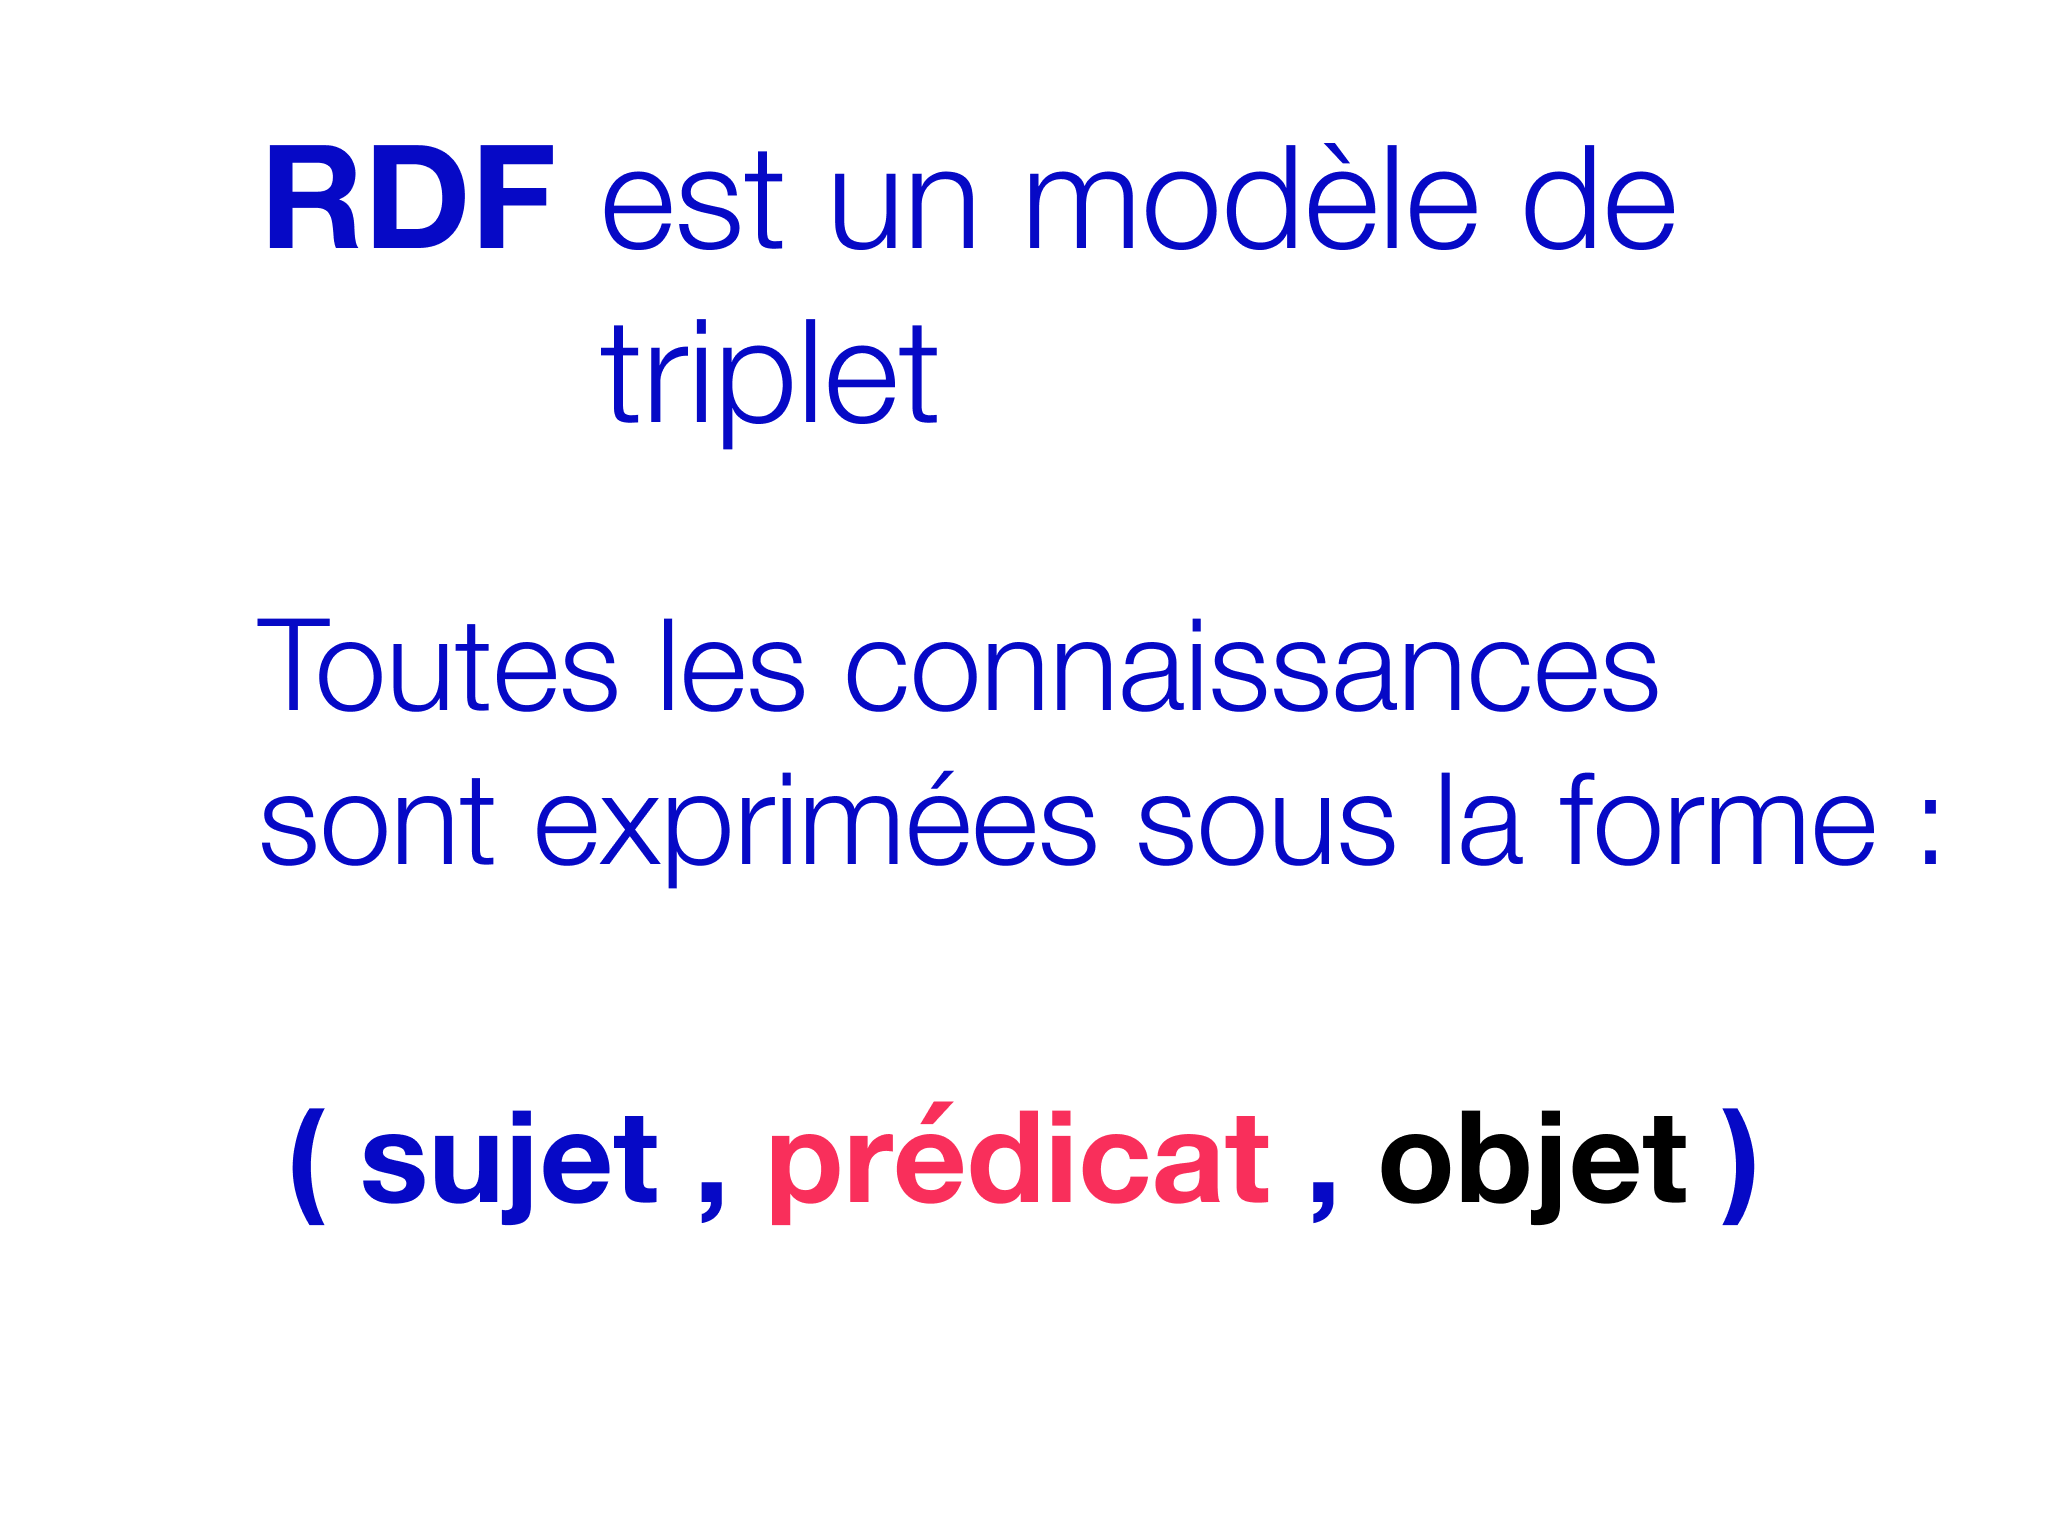 RDF est un modèle de
triplet
Toutes les connaissances
sont exprimées sous la forme :
( sujet , prédicat , objet )